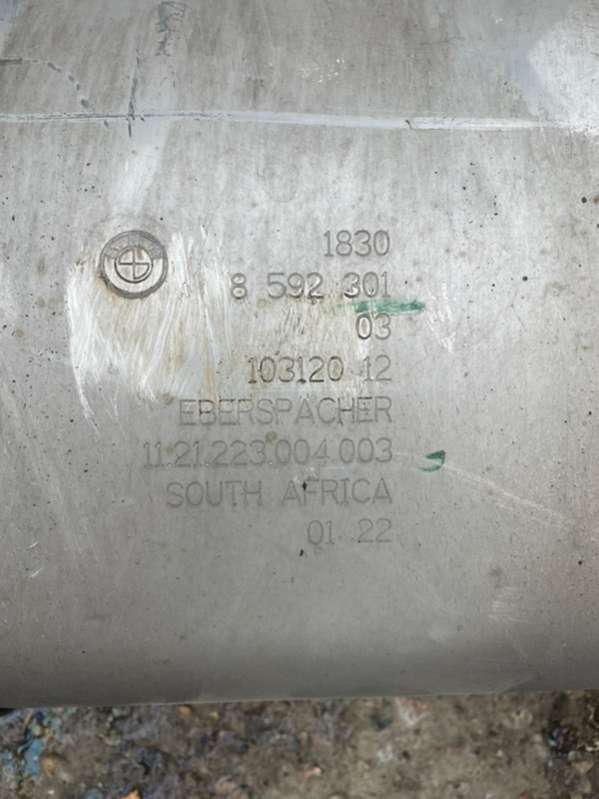 1830
8 592 301
03
103120 12
EBERSPACHER
11.21.223.004.003
SOUTH AFRICA
01 22